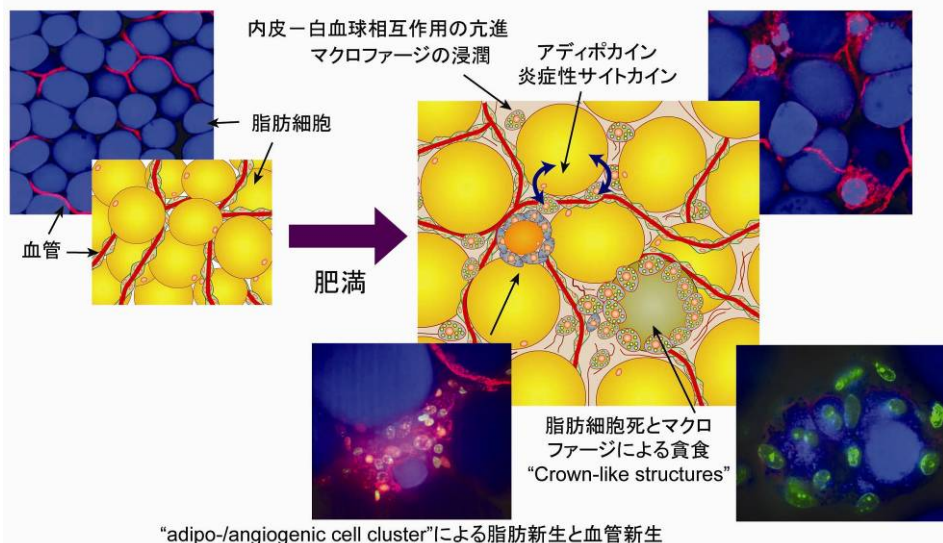 内皮－白血球相互作用の亢進
マクロファージの浸潤
アディポカイン
炎症性サイトカイン
脂肪細胞
血管
肥満
脂肪細胞死とマクロ
ファージによる貪食
“Crown-like structures”
“adipo-/angiogenic cell cluster”による脂肪新生と血管新生